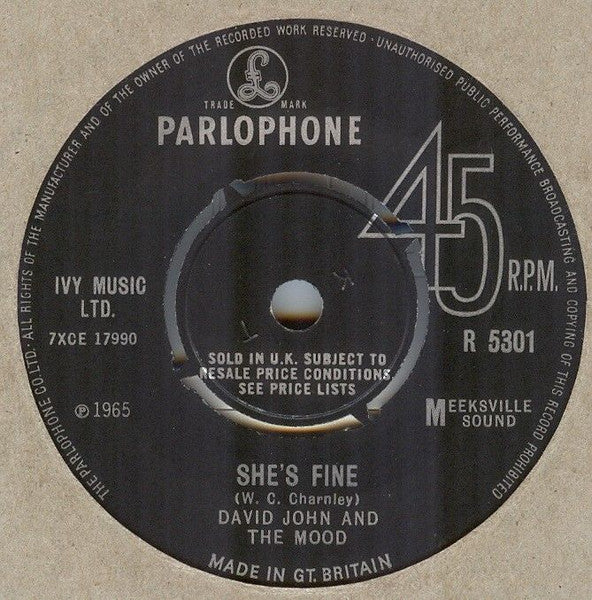 THE PARLOPHONE CO. LTD. ALL RIGHTS OF THE MANUFACTURER AND OF THE OWNER OF THE RECORDED WORK RESERVED · UNAUTHORISED PUBLIC PERFORMANCE BROADCASTING AND COPYING OF THIS RECORD PROHIBITED
£
TRADE MARK
PARLOPHONE
45
R.P.M.
IVY MUSIC
LTD.
7XCE 17990
R 5301
SOLD IN U.K. SUBJECT TO
RESALE PRICE CONDITIONS
SEE PRICE LISTS
℗ 1965
MEEKSVILLE
SOUND
SHE'S FINE
(W. C. Charnley)
DAVID JOHN AND
THE MOOD
MADE IN GT. BRITAIN